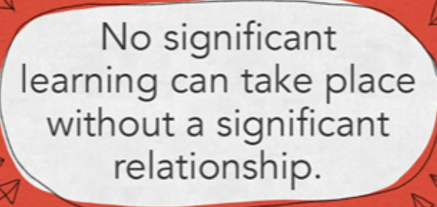 No significant
learning can take place
without a significant
relationship.